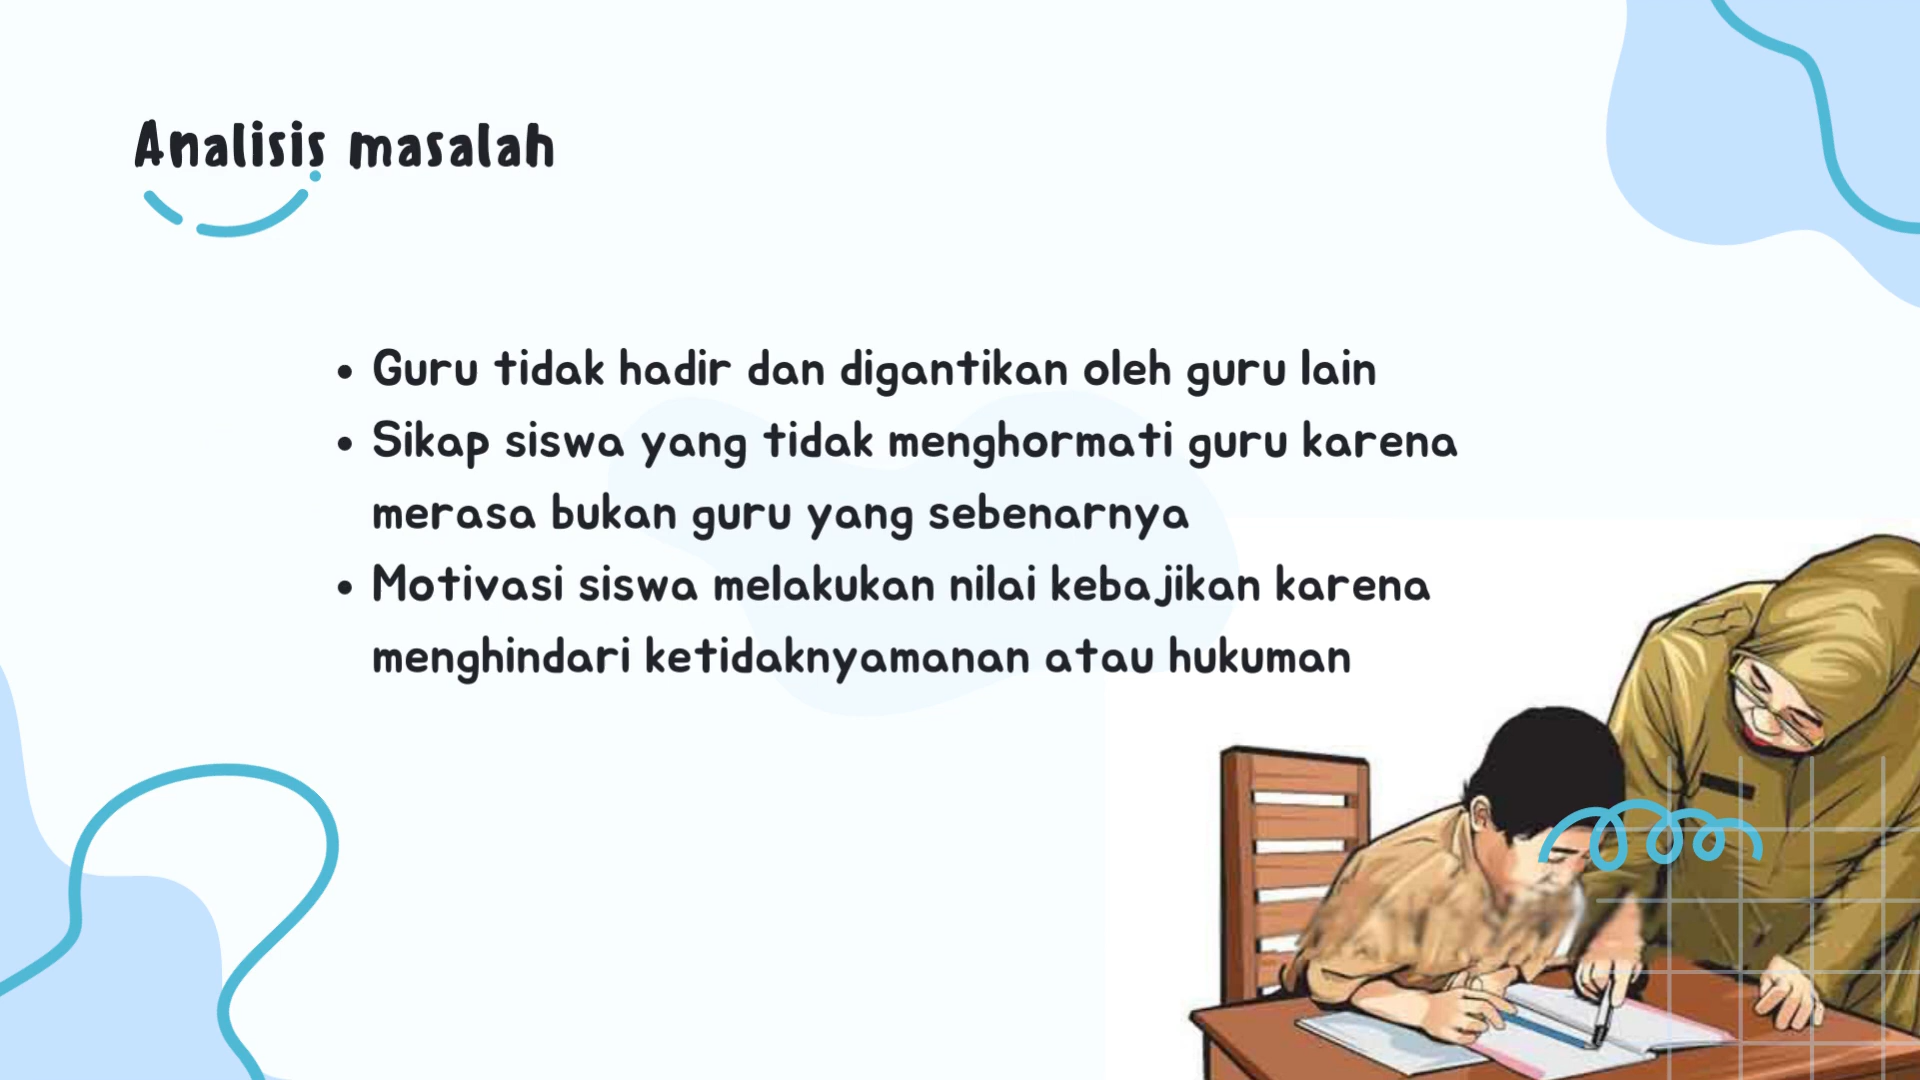 Analisis masalah
• Guru tidak hadir dan digantikan oleh guru lain
• Sikap siswa yang tidak menghormati guru karena
merasa bukan guru yang sebenarnya
• Motivasi siswa melakukan nilai kebajikan karena
menghindari ketidaknyamanan atau hukuman